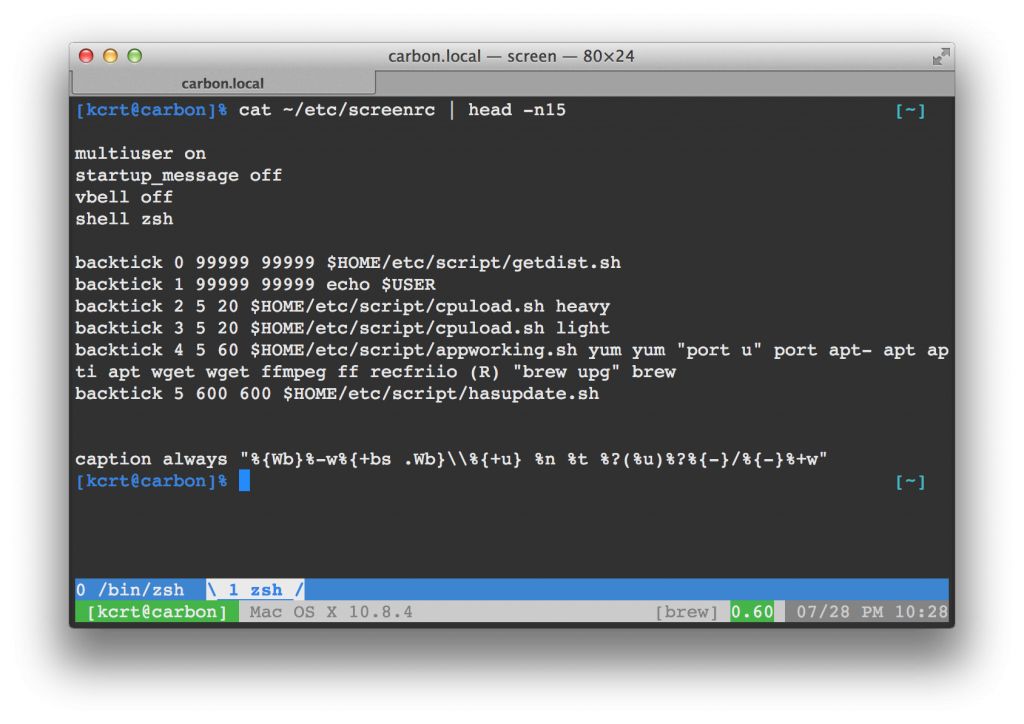 carbon.local — screen — 80×24
carbon.local
[kcrt@carbon]% cat ~/etc/screenrc | head -n15 [~]
multiuser on
startup_message off
vbell off
shell zsh
backtick 0 99999 99999 $HOME/etc/script/getdist.sh
backtick 1 99999 99999 echo $USER
backtick 2 5 20 $HOME/etc/script/cpuload.sh heavy
backtick 3 5 20 $HOME/etc/script/cpuload.sh light
backtick 4 5 60 $HOME/etc/script/appworking.sh yum yum "port u" port apt- apt ap
ti apt wget wget ffmpeg ff recfriio (R) "brew upg" brew
backtick 5 600 600 $HOME/etc/script/hasupdate.sh
caption always "%{Wb}%-w%{+bs .Wb}\\%{+u} %n %t %?(%u)%?%{-}/%{-}%+w"
[kcrt@carbon]% [~]
0 /bin/zsh \ 1 zsh /
[kcrt@carbon] Mac OS X 10.8.4 [brew] 0.60 07/28 PM 10:28